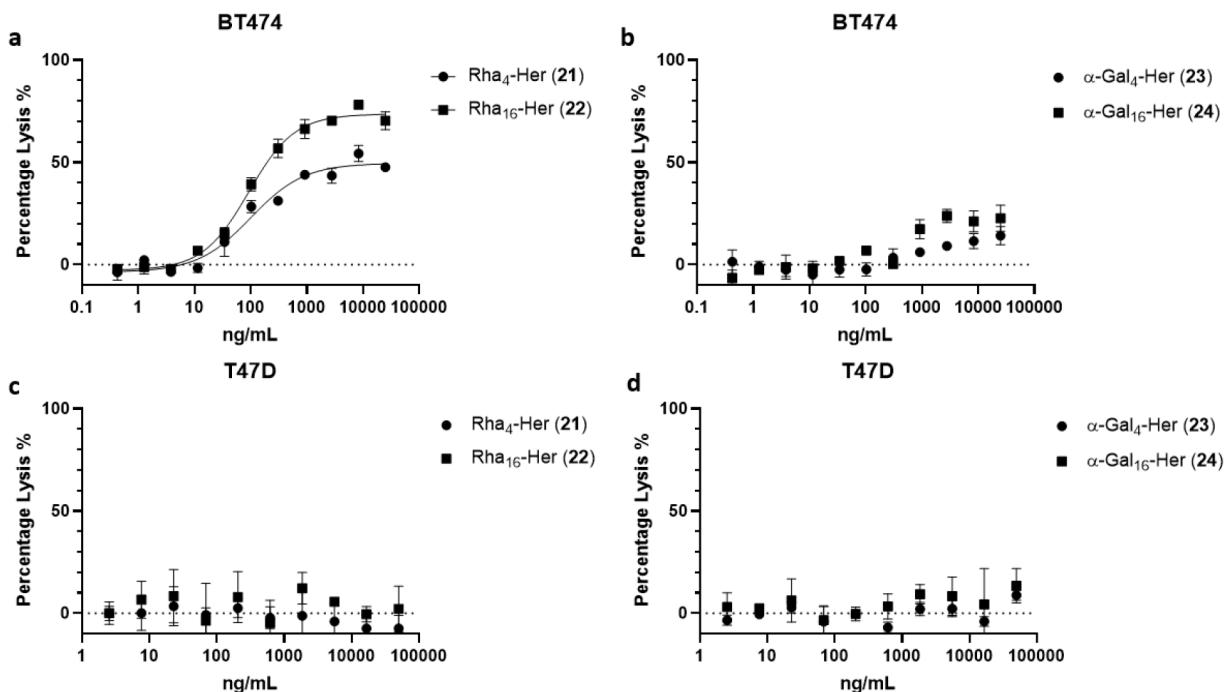 a
BT474
100
50
0
Percentage Lysis %
0.1 1 10 100 1000 10000 100000
ng/mL
Rha₄-Her (21)
Rha₁₆-Her (22)
b
BT474
100
50
0
Percentage Lysis %
0.1 1 10 100 1000 10000 100000
ng/mL
α-Gal₄-Her (23)
α-Gal₁₆-Her (24)
c
T47D
100
50
0
Percentage Lysis %
1 10 100 1000 10000 100000
ng/mL
Rha₄-Her (21)
Rha₁₆-Her (22)
d
T47D
100
50
0
Percentage Lysis %
1 10 100 1000 10000 100000
ng/mL
α-Gal₄-Her (23)
α-Gal₁₆-Her (24)